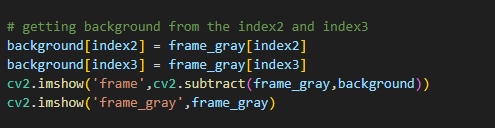 # getting background from the index2 and index3
background[index2] = frame_gray[index2]
background[index3] = frame_gray[index3]
cv2.imshow('frame',cv2.subtract(frame_gray,background))
cv2.imshow('frame_gray',frame_gray)